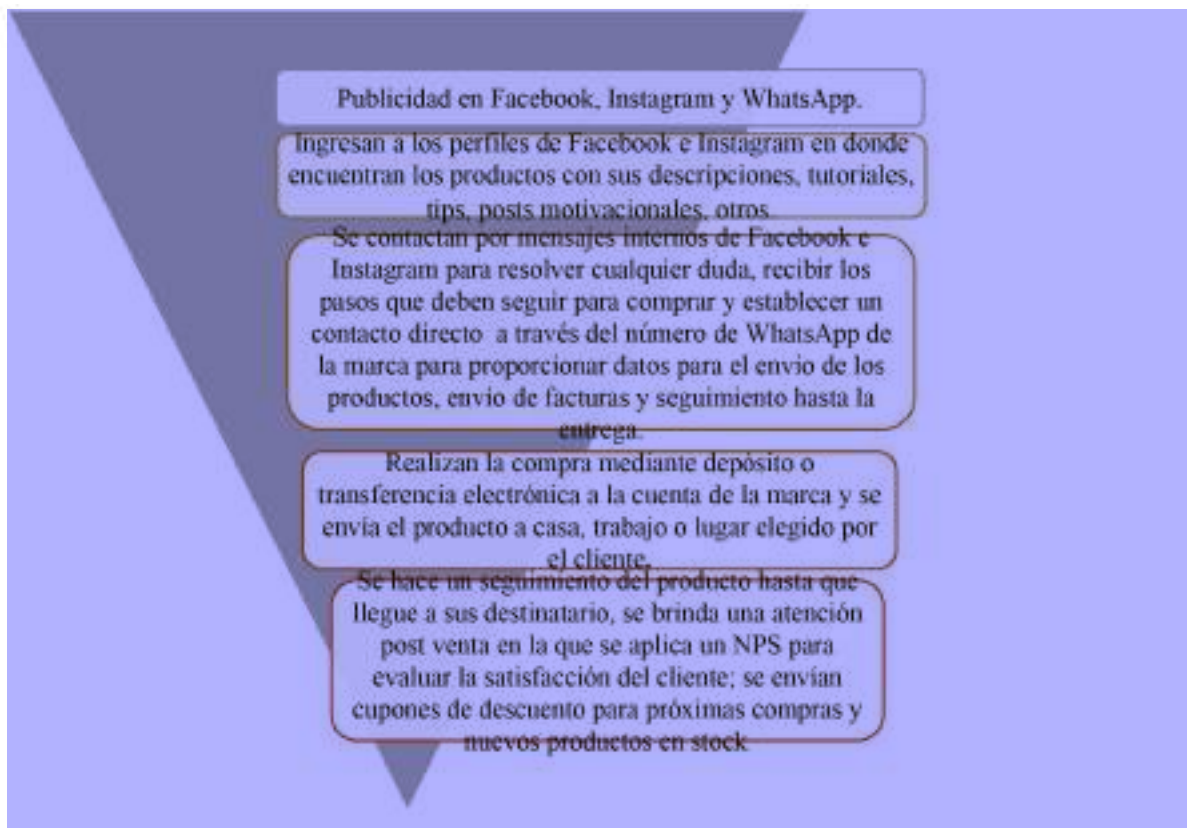 Publicidad en Facebook, Instagram y WhatsApp.
Ingresan a los perfiles de Facebook e Instagram en donde
encuentran los productos con sus descripciones, tutoriales,
tips, posts motivacionales, otros.
Se contactan por mensajes internos de Facebook e
Instagram para resolver cualquier duda, recibir los
pasos que deben seguir para comprar y establecer un
contacto directo a través del número de WhatsApp de
la marca para proporcionar datos para el envio de los
productos, envío de facturas y seguimiento hasta la
entrega.
Realizan la compra mediante depósito o
transferencia electrónica a la cuenta de la marca y se
envía el producto a casa, trabajo o lugar elegido por
el cliente.
Se hace un seguimiento del producto hasta que
llegue a sus destinatario, se brinda una atención
post venta en la que se aplica un NPS para
evaluar la satisfacción del cliente; se envían
cupones de descuento para próximas compras y
nuevos productos en stock